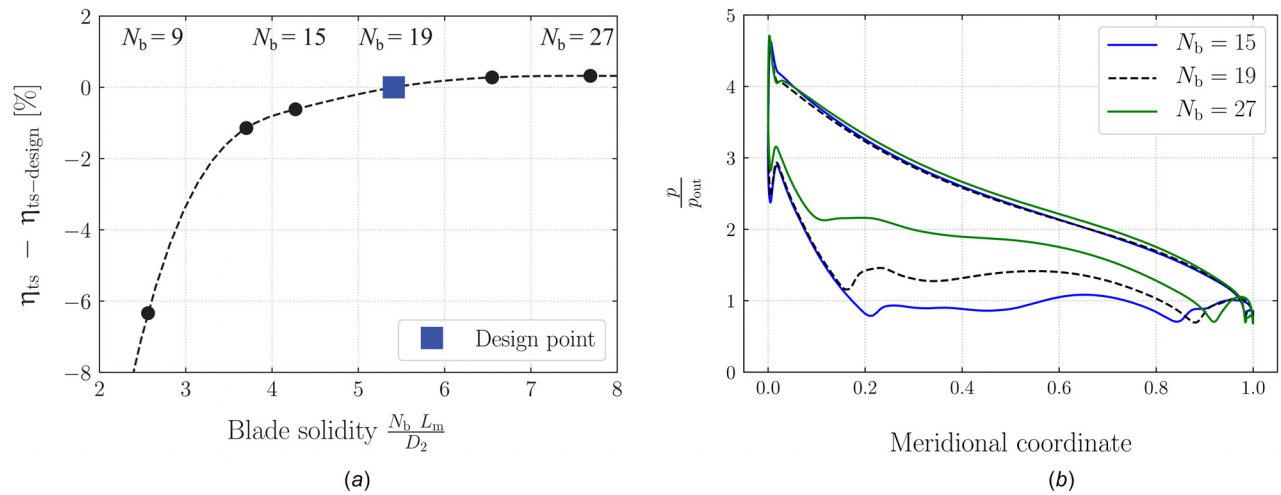 2
0
−2
−4
−6
−8
η_ts − η_ts−design [%]
N_b = 9
N_b = 15
N_b = 19
N_b = 27
Design point
2 3 4 5 6 7 8
Blade solidity N_b L_m / D_2
(a)
5
4
3
2
1
0
p / p_out
N_b = 15
N_b = 19
N_b = 27
0.0 0.2 0.4 0.6 0.8 1.0
Meridional coordinate
(b)